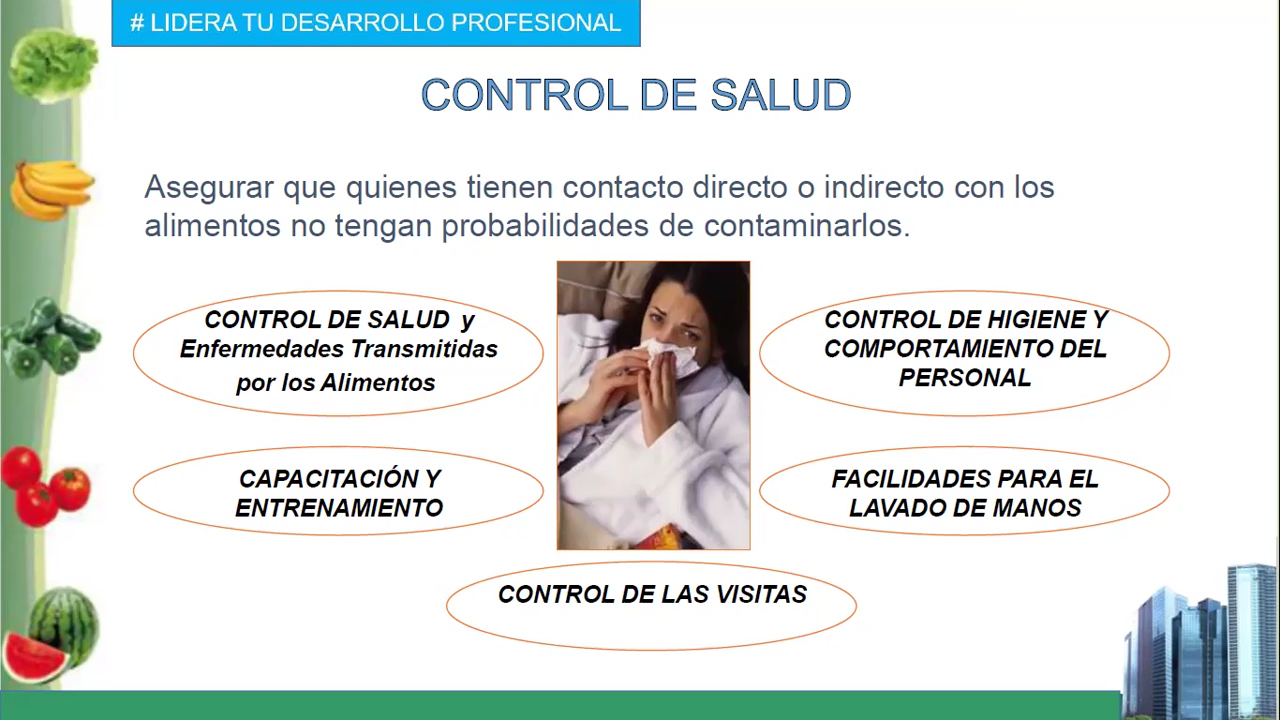 # LIDERA TU DESARROLLO PROFESIONAL
CONTROL DE SALUD
Asegurar que quienes tienen contacto directo o indirecto con los
alimentos no tengan probabilidades de contaminarlos.
CONTROL DE SALUD y
Enfermedades Transmitidas
por los Alimentos
CONTROL DE HIGIENE Y
COMPORTAMIENTO DEL
PERSONAL
CAPACITACIÓN Y
ENTRENAMIENTO
FACILIDADES PARA EL
LAVADO DE MANOS
CONTROL DE LAS VISITAS